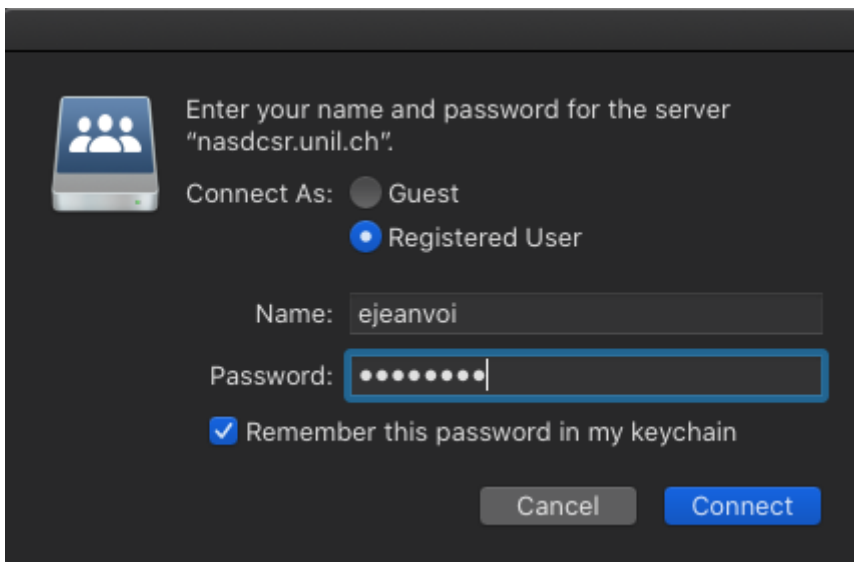 Enter your name and password for the server
“nasdcsr.unil.ch”.
Connect As: Guest
Registered User
Name: ejeanvoi
Password: ●●●●●●●●
Remember this password in my keychain
Cancel Connect